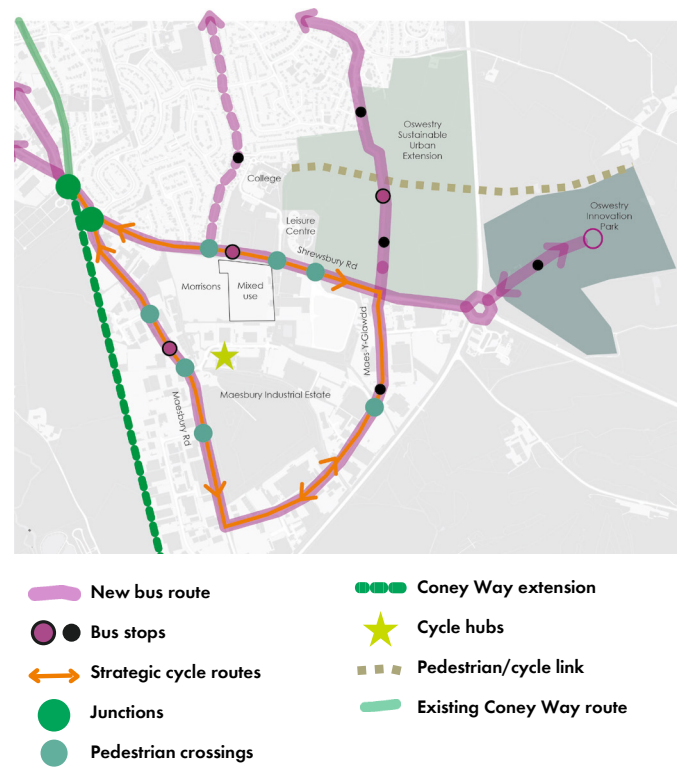 Oswestry
Sustainable
Urban
Extension
College
Oswestry
Innovation
Park
Leisure
Centre
Shrewsbury Rd
Morrisons
Mixed
use
Maes-Y-Glawdd
Maesbury Industrial Estate
Maesbury Rd
New bus route
Bus stops
Strategic cycle routes
Junctions
Pedestrian crossings
Coney Way extension
Cycle hubs
Pedestrian/cycle link
Existing Coney Way route